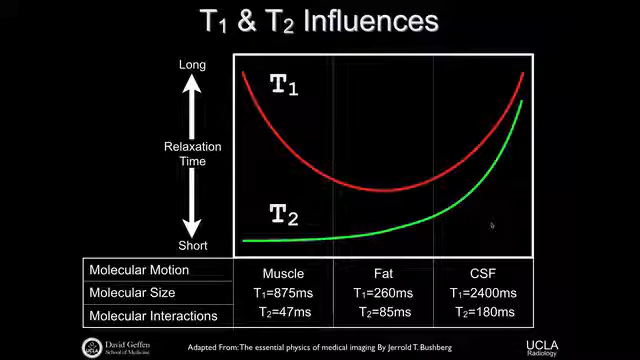 T1 & T2 Influences
Long
T1
Relaxation
Time
T2
Short
Molecular Motion
Molecular Size
Molecular Interactions
Muscle
T1=875ms
T2=47ms
Fat
T1=260ms
T2=85ms
CSF
T1=2400ms
T2=180ms
UCLA
David Geffen
School of Medicine
Adapted From: The essential physics of medical imaging By Jerrold T. Bushberg
UCLA
Radiology